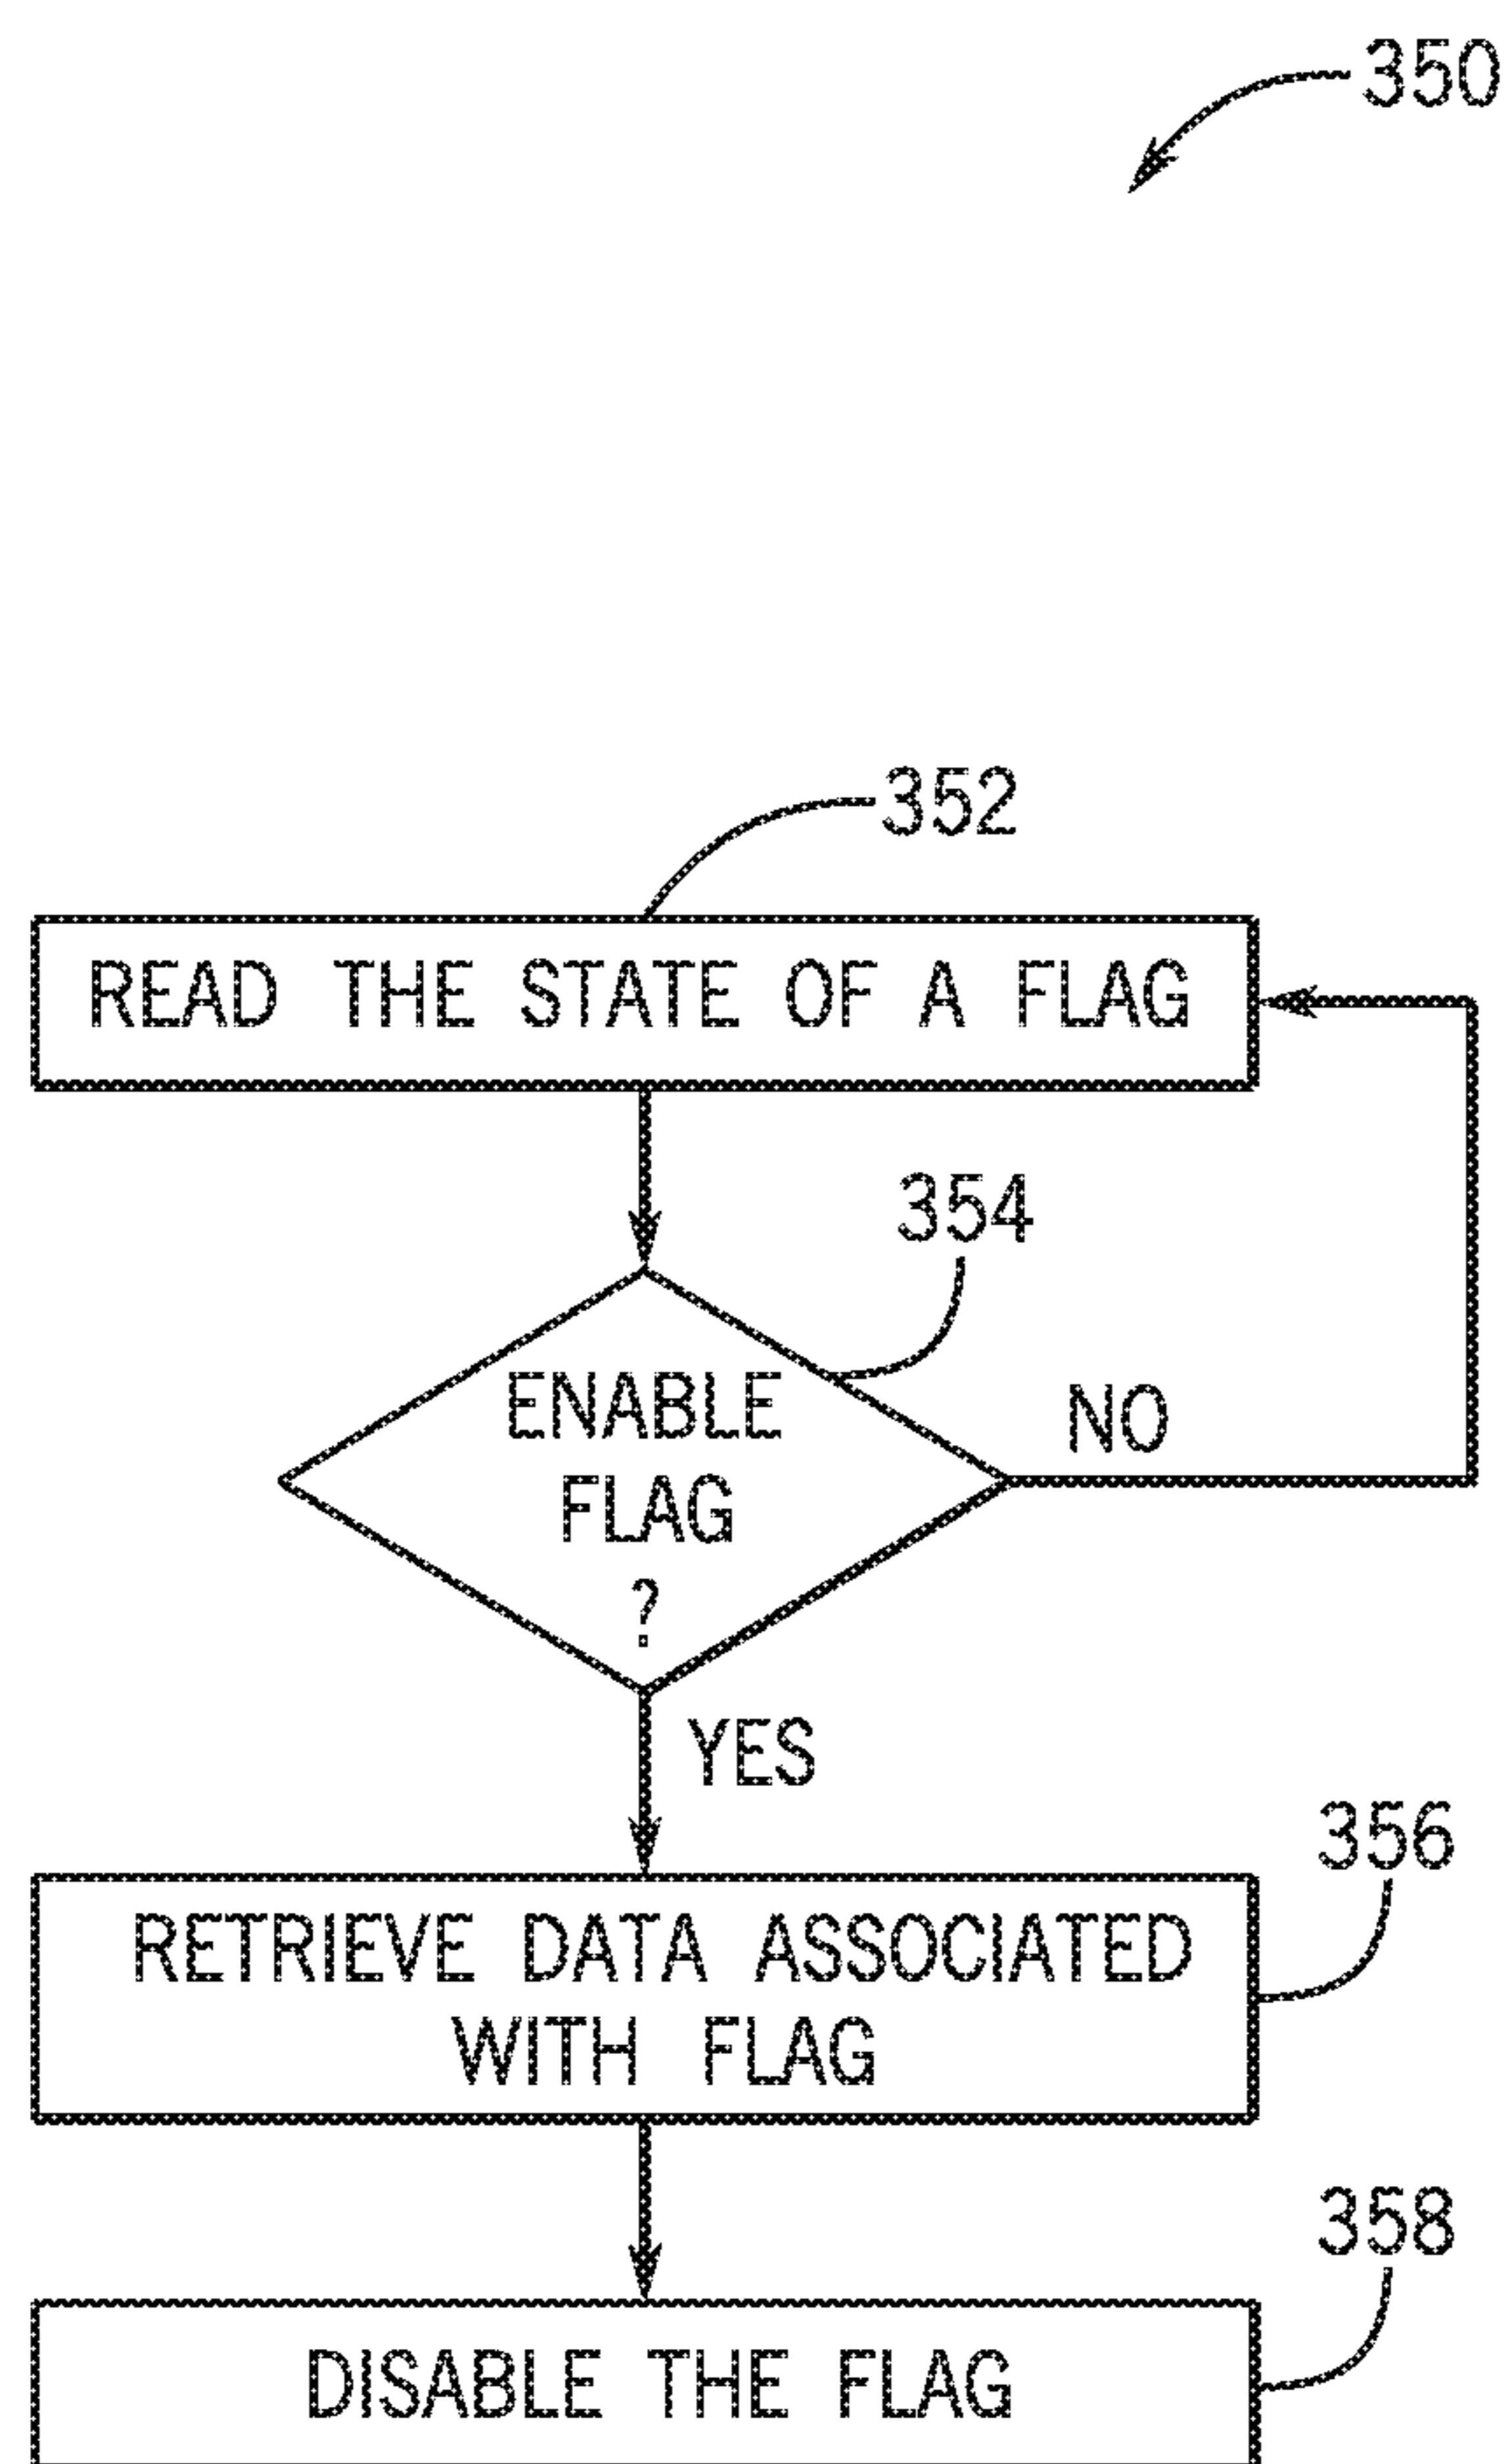 350
352
READ THE STATE OF A FLAG
354
ENABLE
FLAG
?
NO
YES
356
RETRIEVE DATA ASSOCIATED
WITH FLAG
358
DISABLE THE FLAG